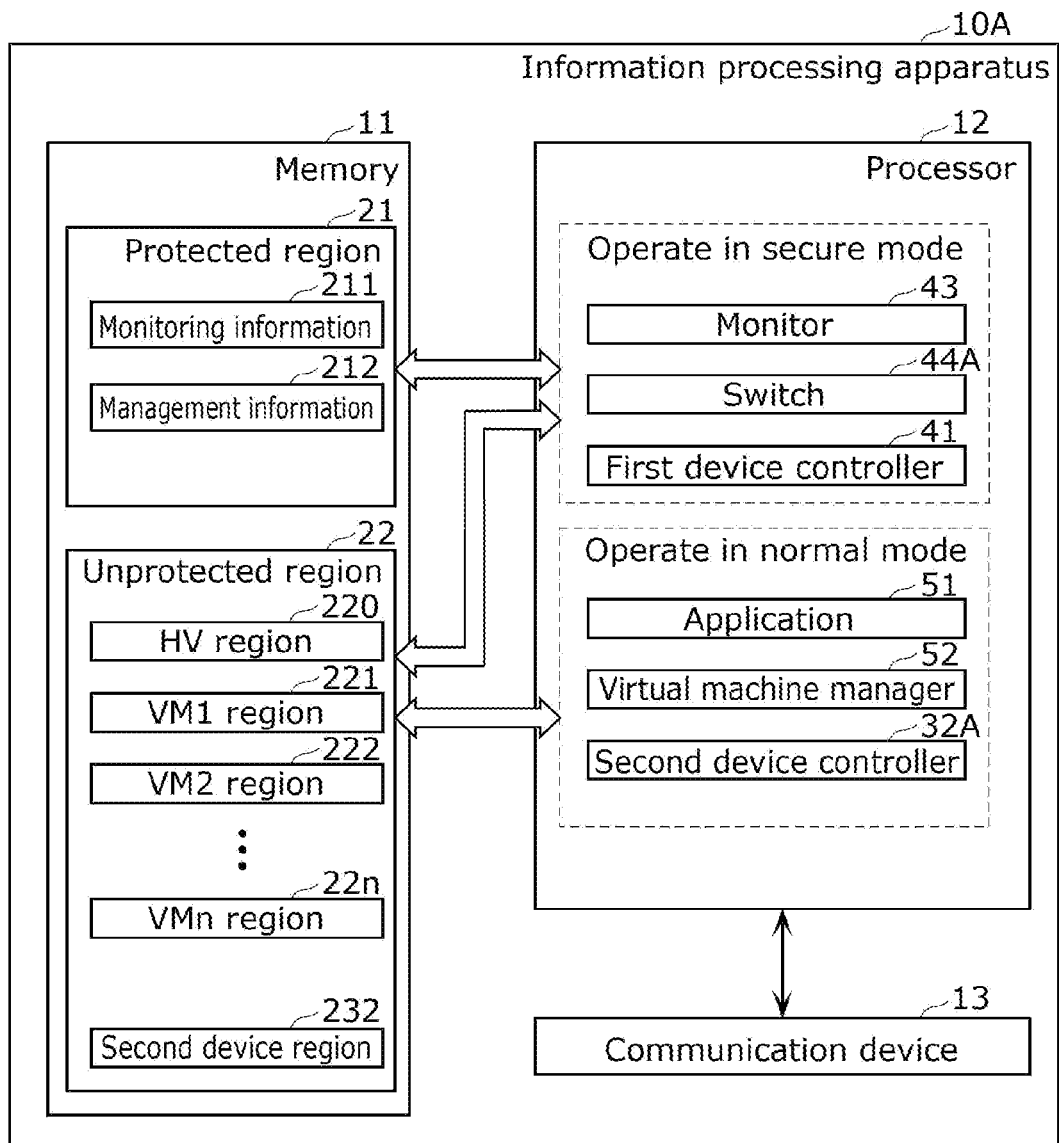 10A
Information processing apparatus
11
Memory
21
Protected region
211
Monitoring information
212
Management information
22
Unprotected region
220
HV region
221
VM1 region
222
VM2 region
22n
VMn region
232
Second device region
12
Processor
Operate in secure mode
43
Monitor
44A
Switch
41
First device controller
Operate in normal mode
51
Application
52
Virtual machine manager
32A
Second device controller
13
Communication device